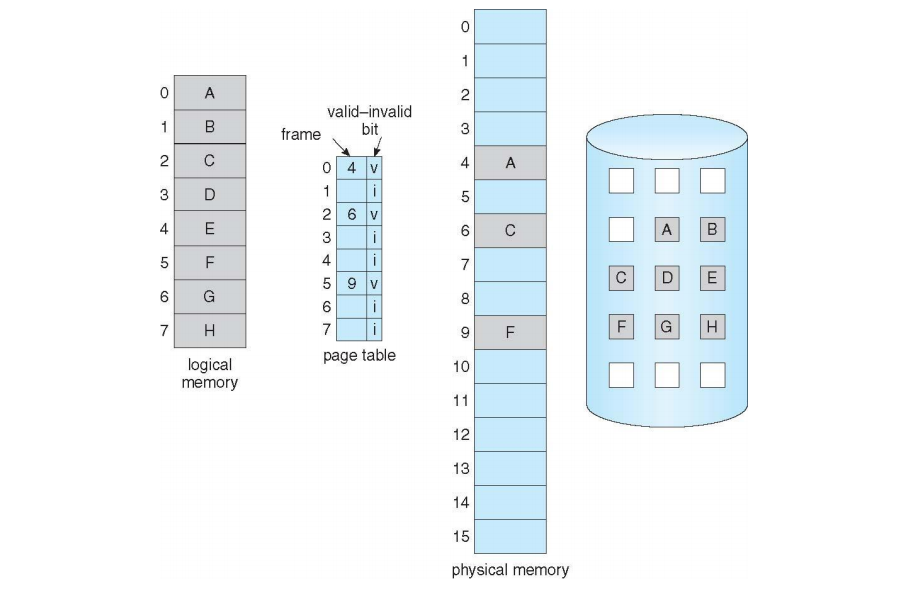 0 A
1 B
2 C
3 D
4 E
5 F
6 G
7 H
logical
memory
valid–invalid
bit
frame
0 4 v
1 i
2 6 v
3 i
4 i
5 9 v
6 i
7 i
page table
0
1
2
3
4 A
5
6 C
7
8
9 F
10
11
12
13
14
15
physical memory
A B
C D E
F G H